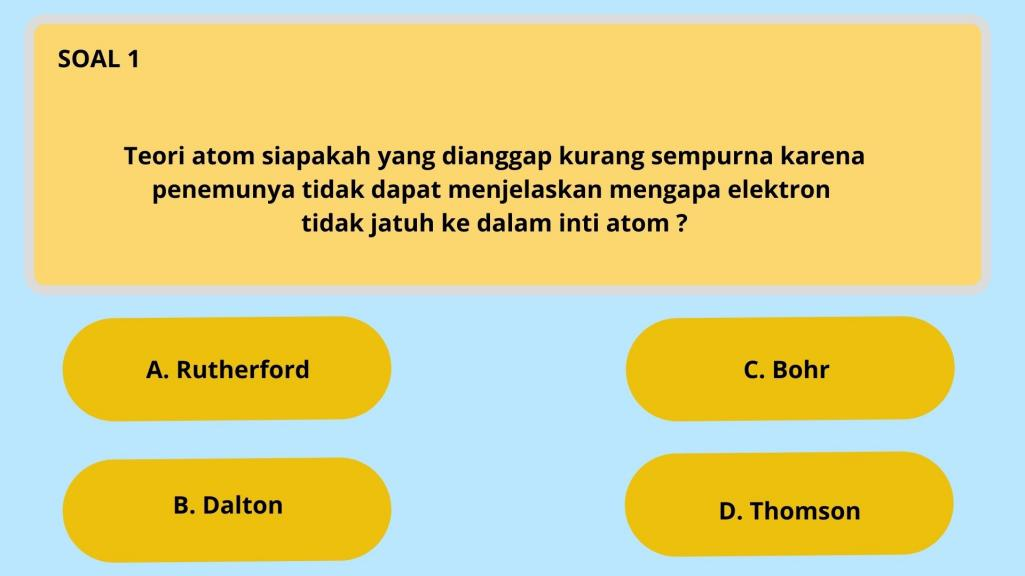 SOAL 1
Teori atom siapakah yang dianggap kurang sempurna karena
penemunya tidak dapat menjelaskan mengapa elektron
tidak jatuh ke dalam inti atom ?
A. Rutherford
C. Bohr
B. Dalton
D. Thomson